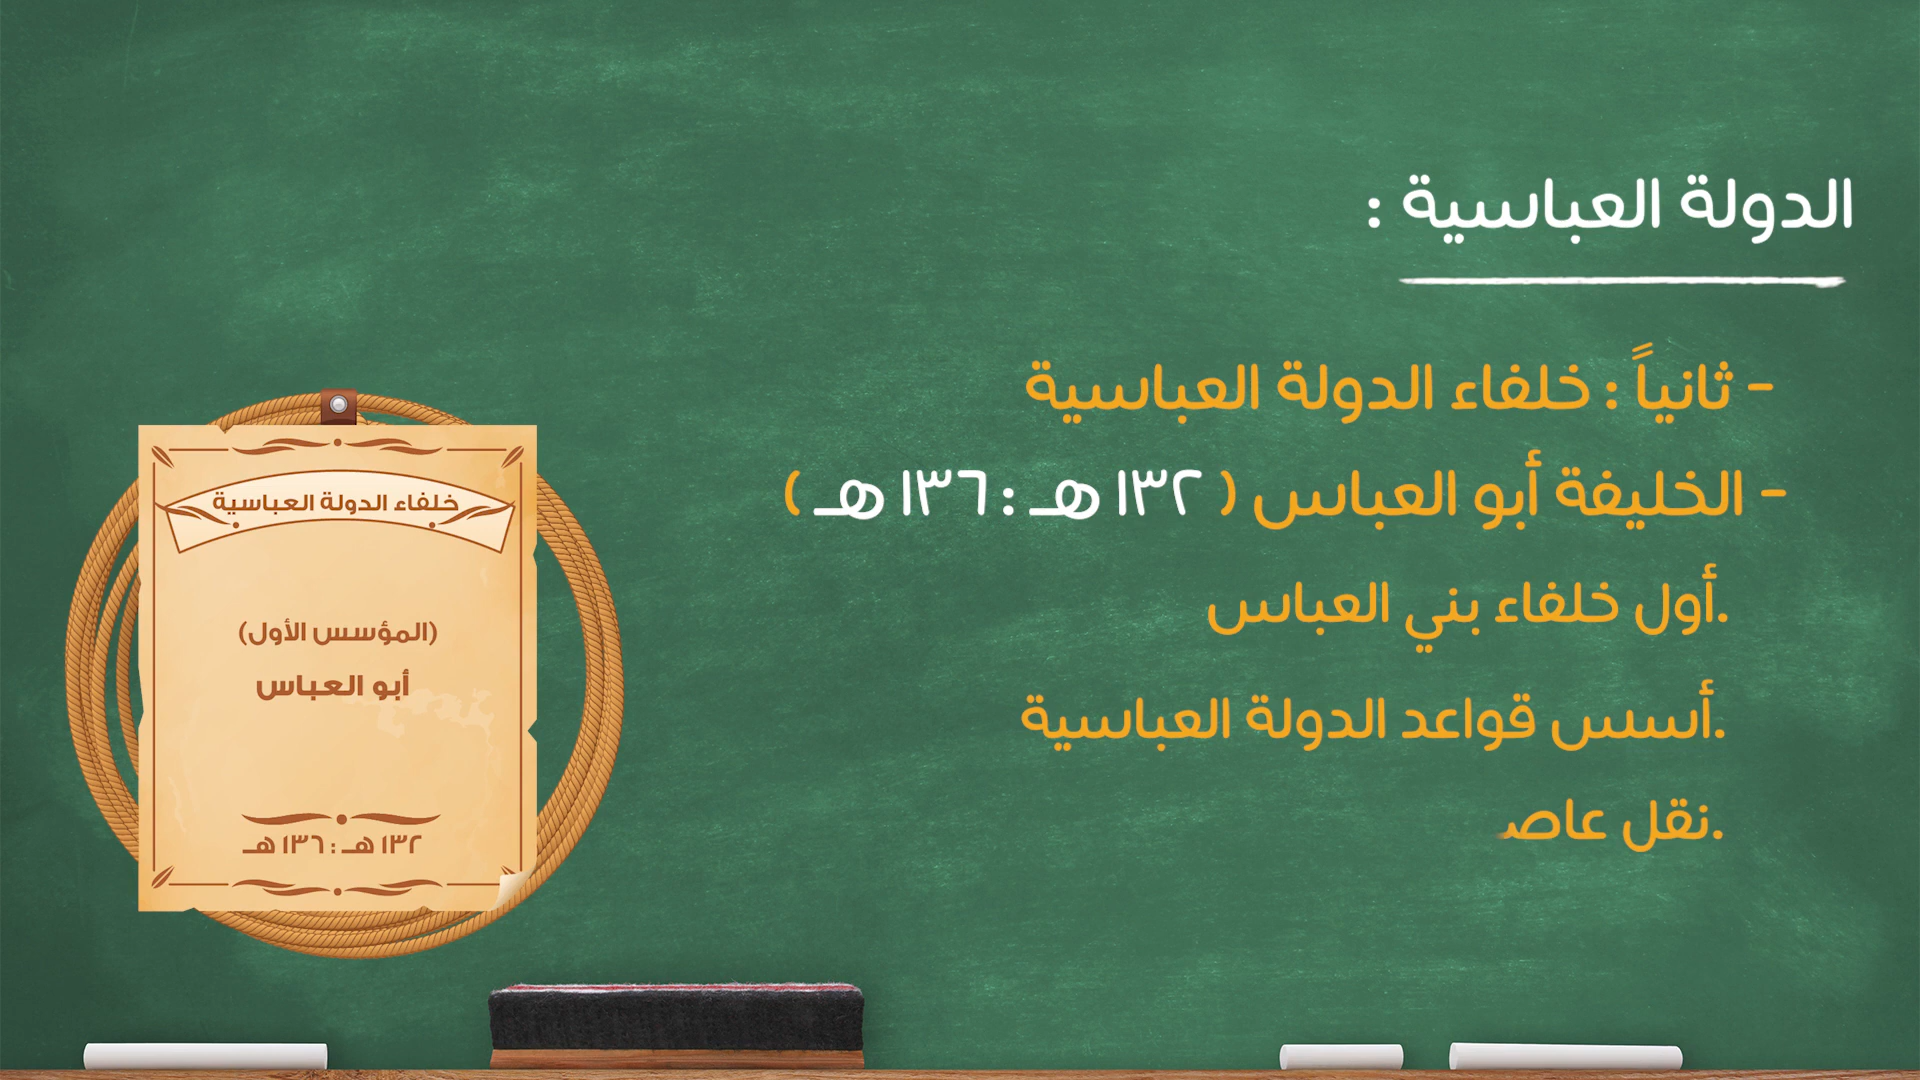 الدولة العباسية :
- ثانياً : خلفاء الدولة العباسية
- الخليفة أبو العباس ( ١٣٢ هـ : ١٣٦ هـ )
.أول خلفاء بني العباس
.أسس قواعد الدولة العباسية
.نقل عاصـ
خلفاء الدولة العباسية
(المؤسس الأول)
أبو العباس
١٣٢ هـ : ١٣٦ هـ